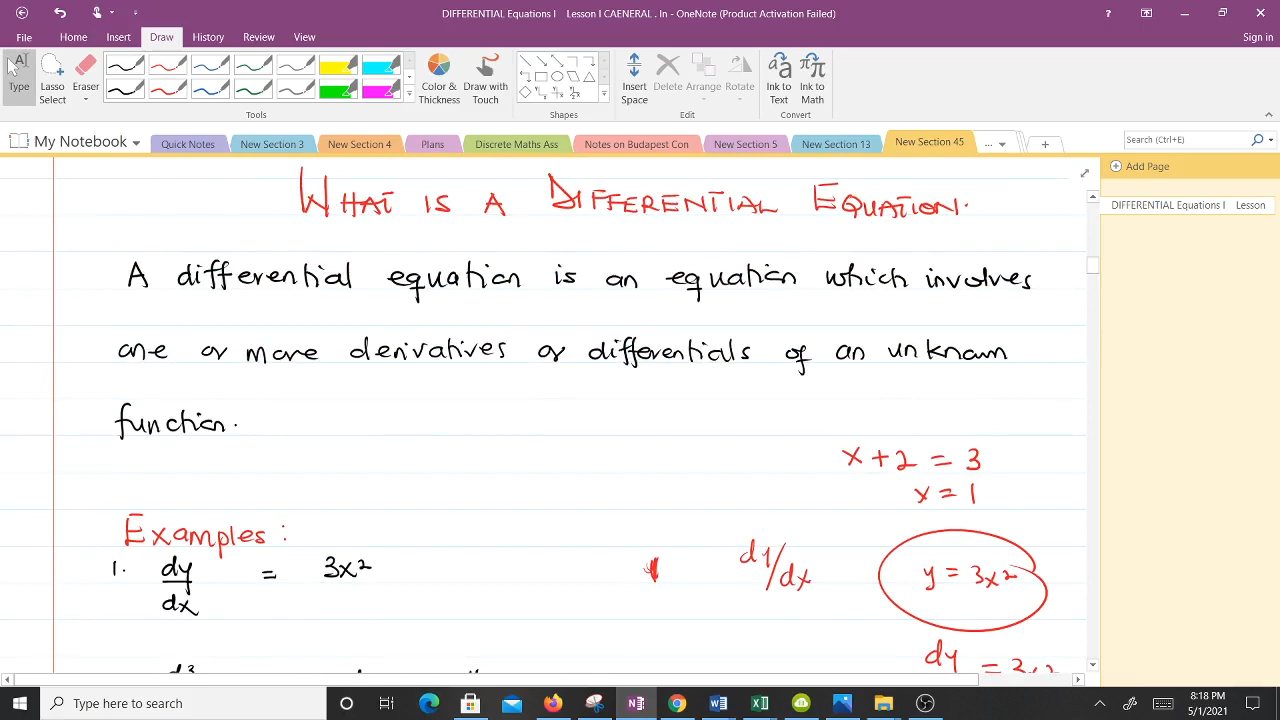 DIFFERENTIAL Equations I    Lesson I CAENERAL . In - OneNote (Product Activation Failed)
File Home Insert Draw History Review View Sign in
Type Lasso Select Eraser Color & Thickness Draw with Touch Insert Space Delete Arrange Rotate Ink to Text Ink to Math
Tools Shapes Edit Convert
My Notebook Quick Notes New Section 3 New Section 4 Plans Discrete Maths Ass Notes on Budapest Con New Section 5 New Section 13 New Section 45 ... Search (Ctrl+E)
Add Page
DIFFERENTIAL Equations I    Lesson
WHAT IS A DIFFERENTIAL EQUATION.
A differential equation is an equation which involves
one or more derivatives or differentials of an unknown
function.
x + 2 = 3
x = 1
Examples:
1. dy/dx = 3x²
dy/dx
y = 3x²
dy = 3x²
Type here to search
8:18 PM
5/1/2021